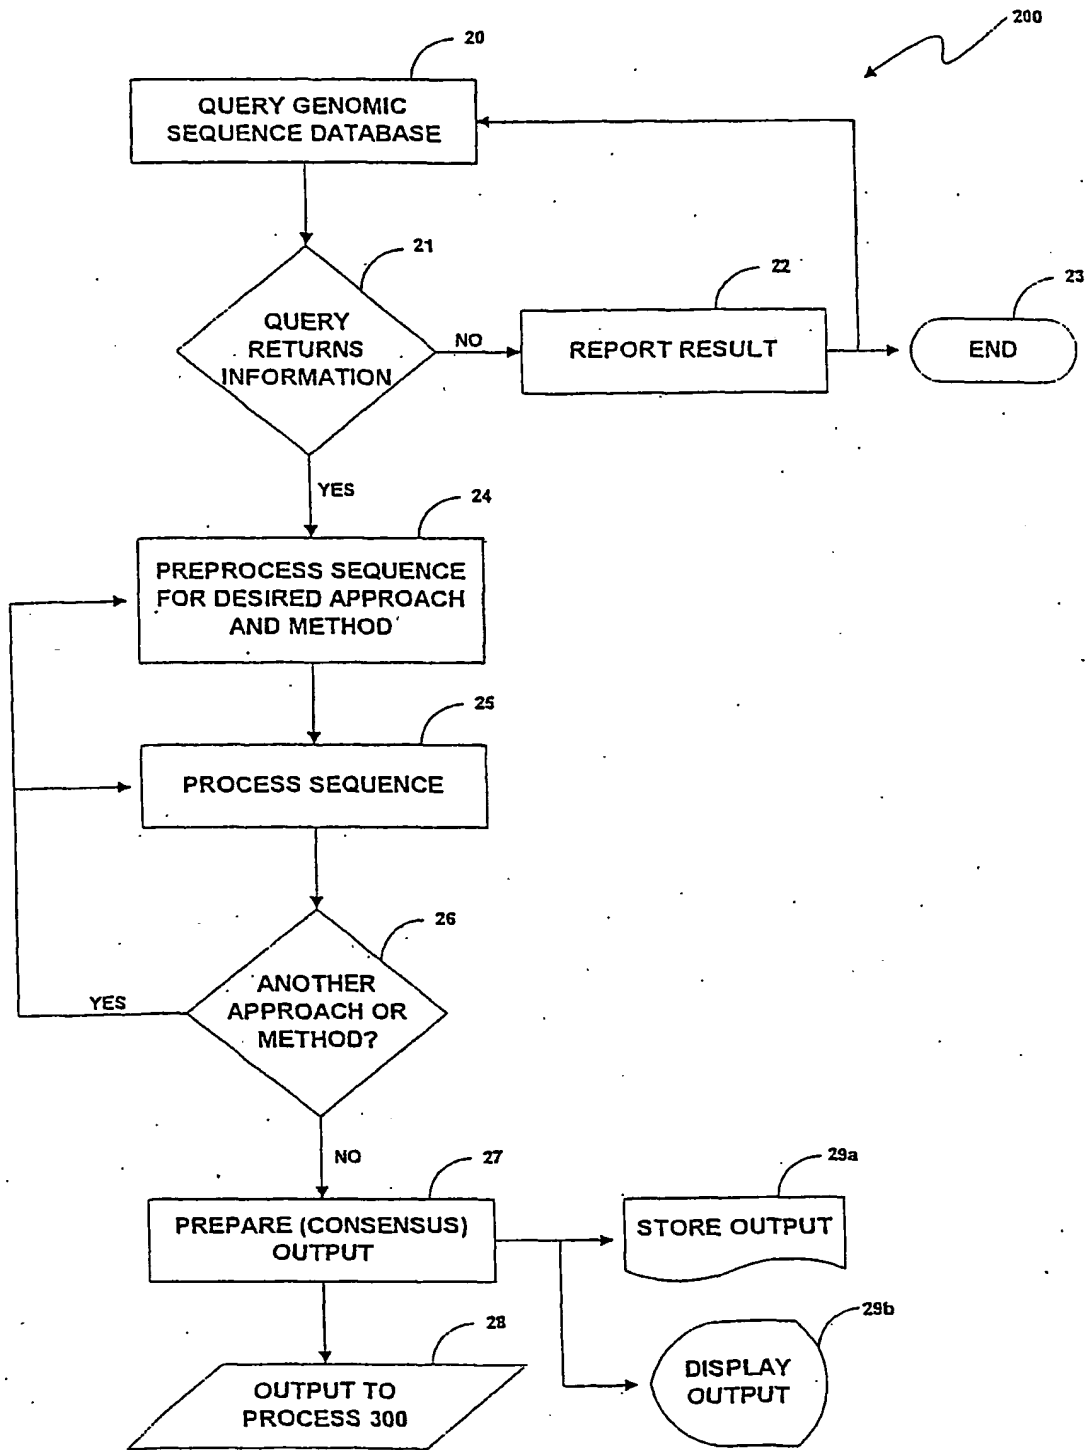 200
20
QUERY GENOMIC
SEQUENCE DATABASE
21
QUERY
RETURNS
INFORMATION
NO
22
REPORT RESULT
23
END
YES
24
PREPROCESS SEQUENCE
FOR DESIRED APPROACH
AND METHOD
25
PROCESS SEQUENCE
26
ANOTHER
APPROACH OR
METHOD?
YES
NO
27
PREPARE (CONSENSUS)
OUTPUT
29a
STORE OUTPUT
28
OUTPUT TO
PROCESS 300
29b
DISPLAY
OUTPUT